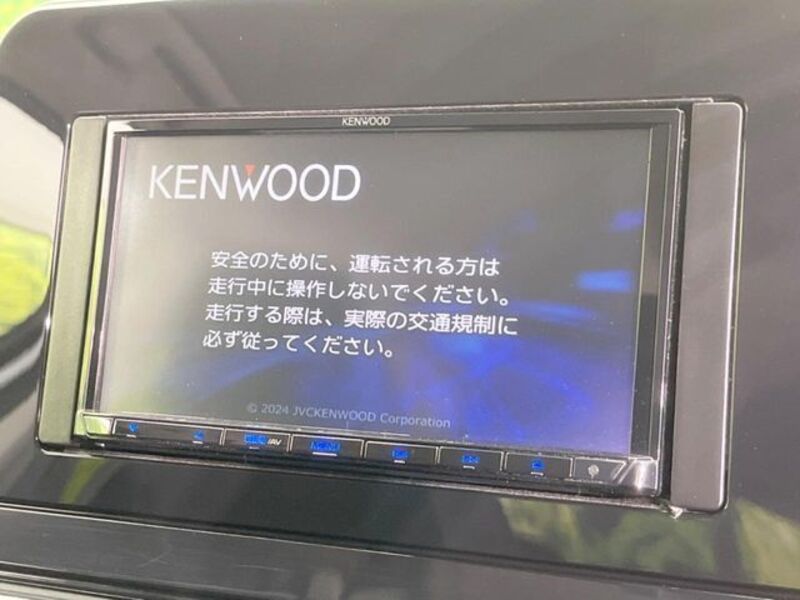 KENWOOD
KENWOOD
安全のために、運転される方は
走行中に操作しないでください。
走行する際は、実際の交通規制に
必ず従ってください。
© 2024 JVCKENWOOD Corporation
/AV
MENU